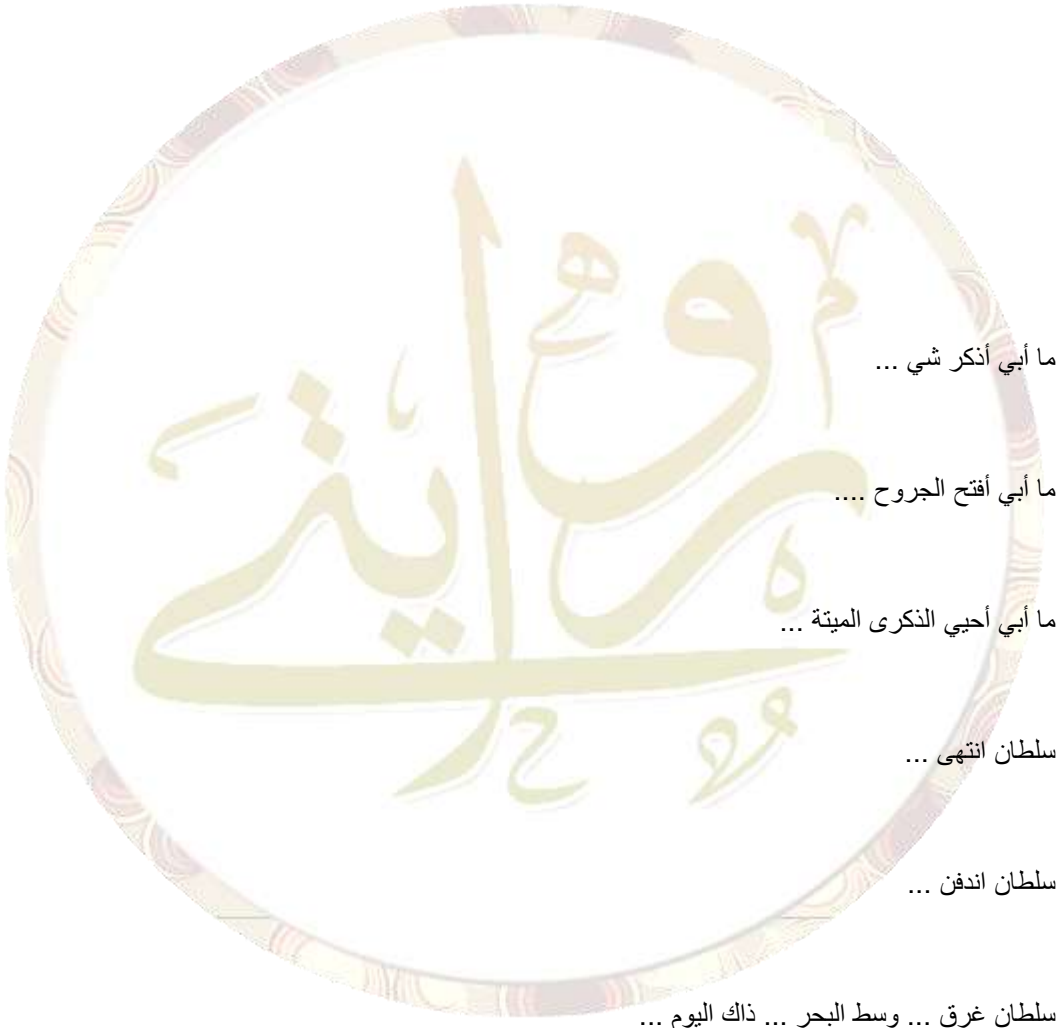 روايتي
ما أبي أذكر شي ...
ما أبي أفتح الجروح ....
ما أبي أحيي الذكرى الميتة ...
سلطان انتهى ...
سلطان اندفن ...
سلطان غرق ... وسط البحر ... ذاك اليوم ...